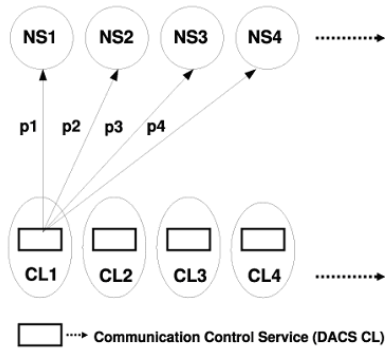 NS1 NS2 NS3 NS4
p1 p2 p3 p4
CL1 CL2 CL3 CL4
Communication Control Service (DACS CL)